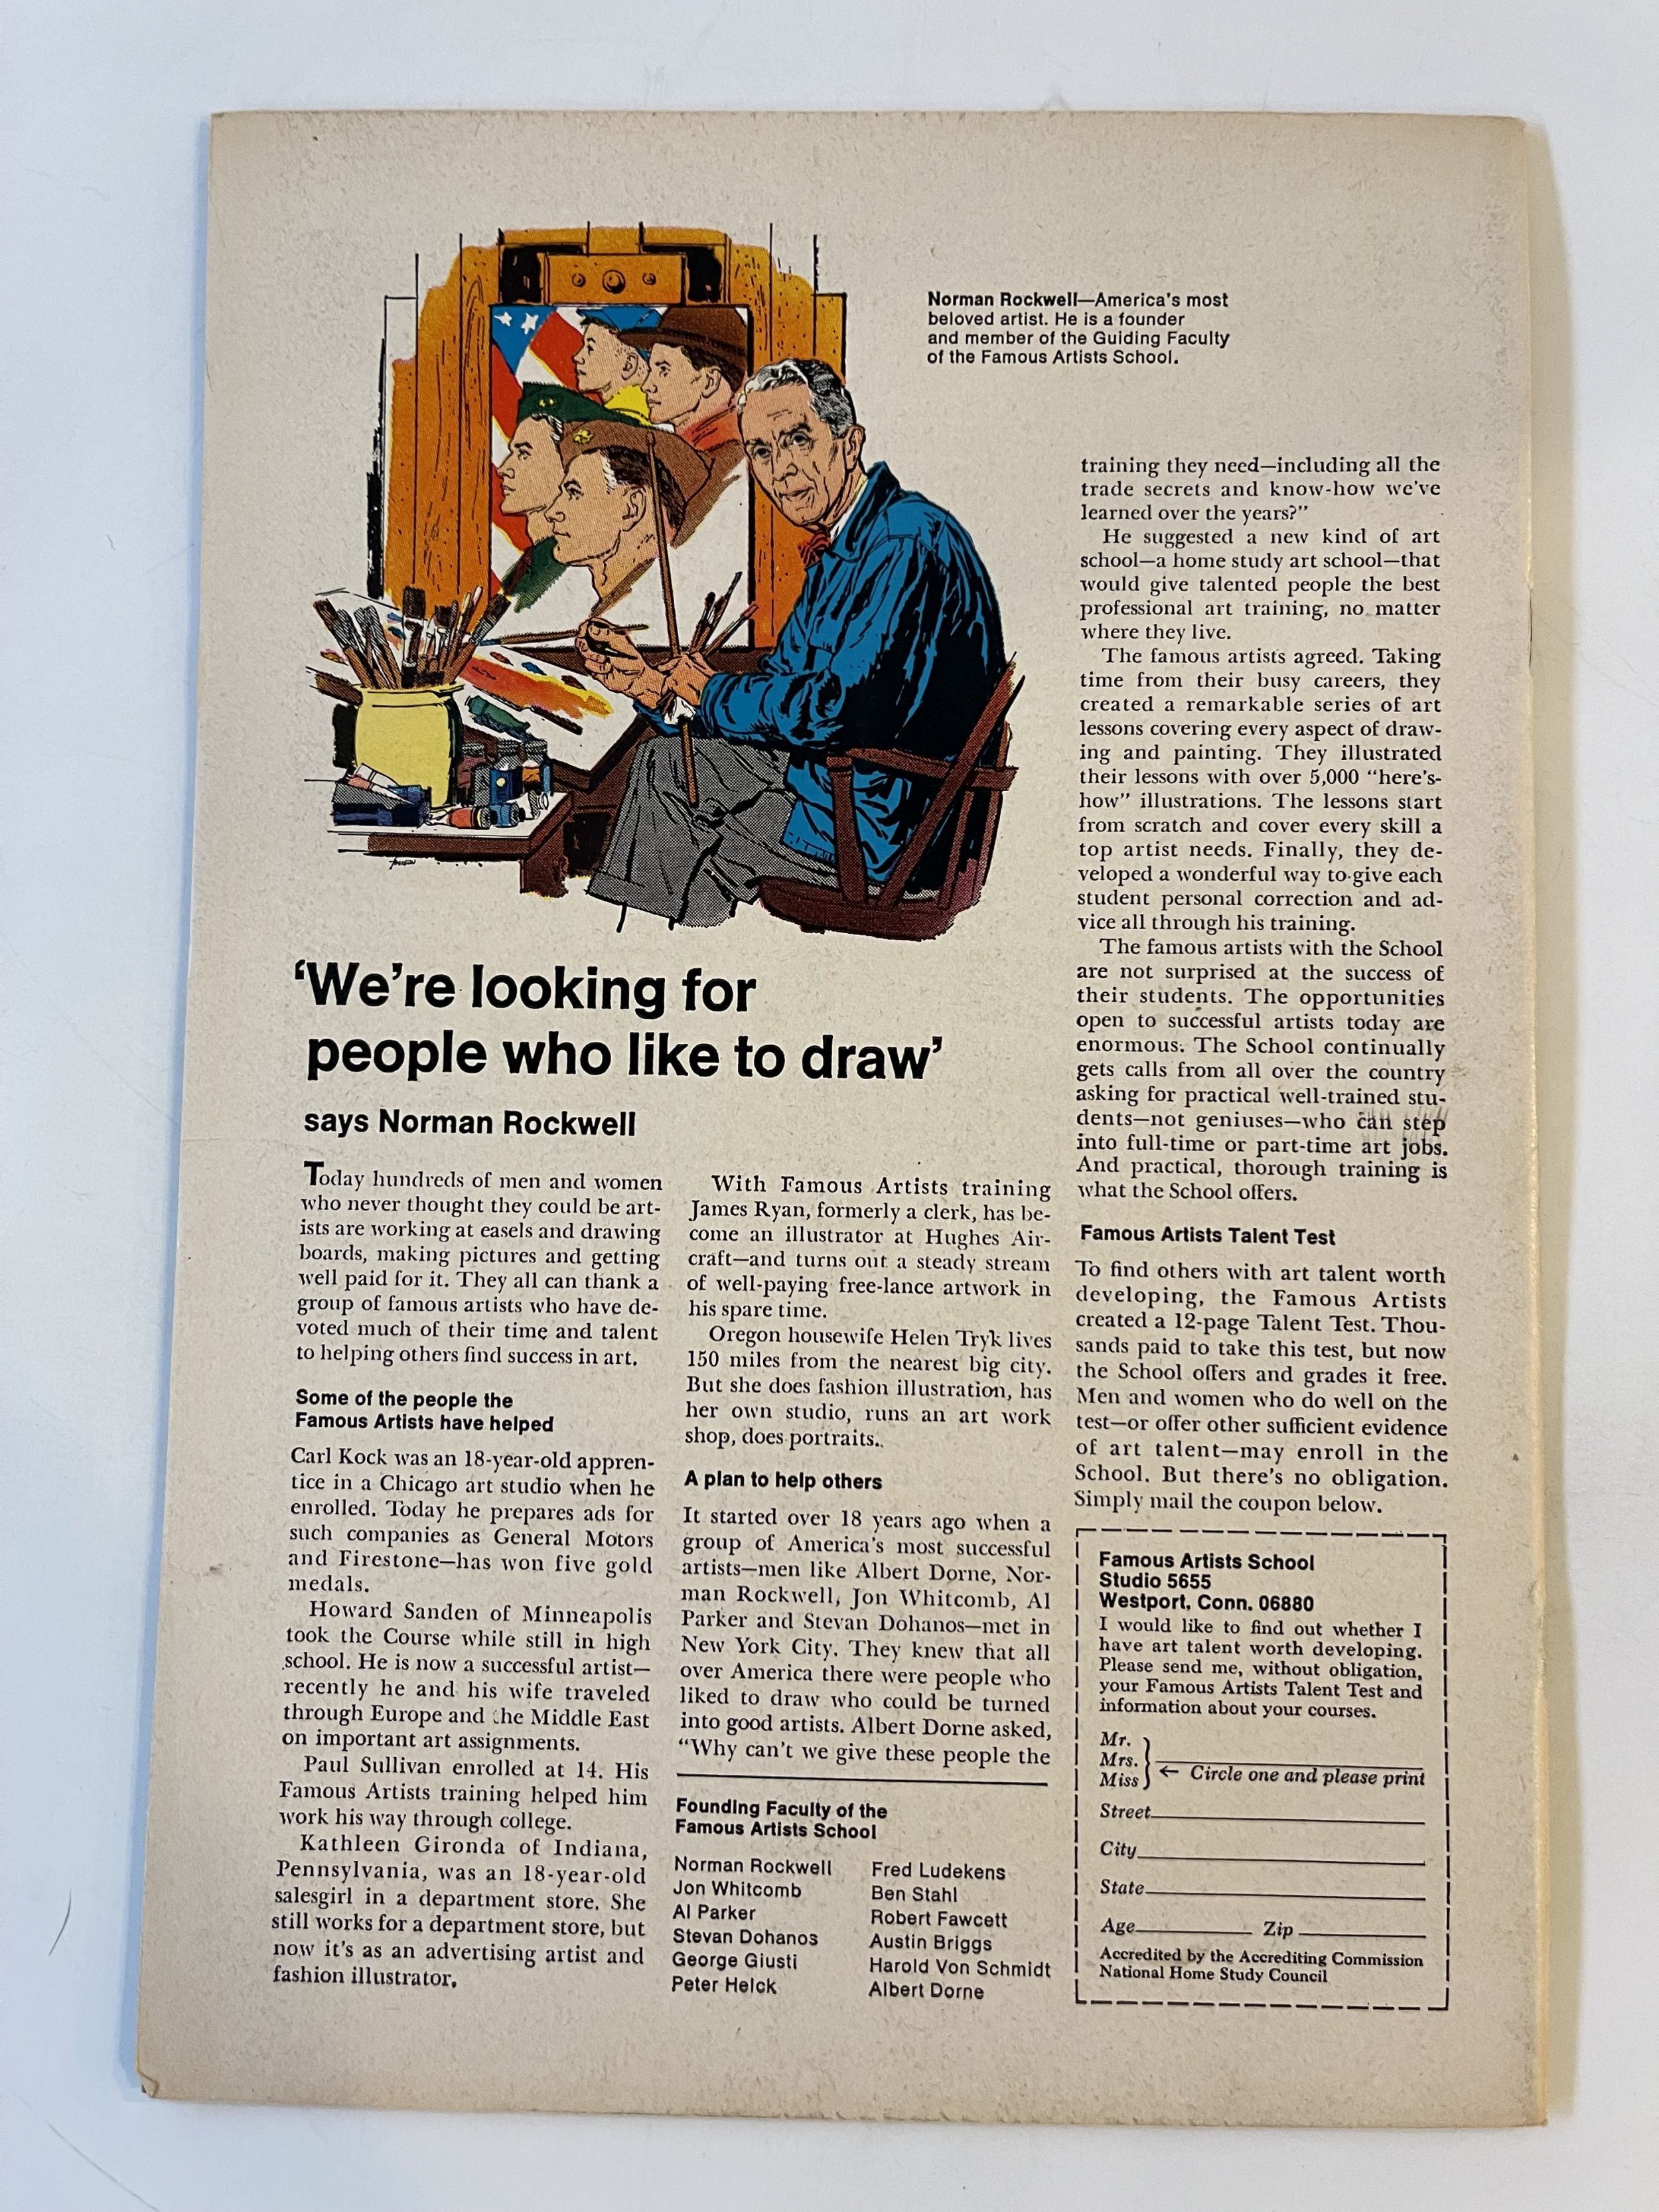 Norman Rockwell—America's most
beloved artist. He is a founder
and member of the Guiding Faculty
of the Famous Artists School.
'We're looking for
people who like to draw'
says Norman Rockwell
Today hundreds of men and women
who never thought they could be art-
ists are working at easels and drawing
boards, making pictures and getting
well paid for it. They all can thank a
group of famous artists who have de-
voted much of their time and talent
to helping others find success in art.
Some of the people the
Famous Artists have helped
Carl Kock was an 18-year-old appren-
tice in a Chicago art studio when he
enrolled. Today he prepares ads for
such companies as General Motors
and Firestone—has won five gold
medals.
Howard Sanden of Minneapolis
took the Course while still in high
school. He is now a successful artist—
recently he and his wife traveled
through Europe and the Middle East
on important art assignments.
Paul Sullivan enrolled at 14. His
Famous Artists training helped him
work his way through college.
Kathleen Gironda of Indiana,
Pennsylvania, was an 18-year-old
salesgirl in a department store. She
still works for a department store, but
now it's as an advertising artist and
fashion illustrator.
With Famous Artists training
James Ryan, formerly a clerk, has be-
come an illustrator at Hughes Air-
craft—and turns out a steady stream
of well-paying free-lance artwork in
his spare time.
Oregon housewife Helen Tryk lives
150 miles from the nearest big city.
But she does fashion illustration, has
her own studio, runs an art work
shop, does portraits.
A plan to help others
It started over 18 years ago when a
group of America's most successful
artists—men like Albert Dorne, Nor-
man Rockwell, Jon Whitcomb, Al
Parker and Stevan Dohanos—met in
New York City. They knew that all
over America there were people who
liked to draw who could be turned
into good artists. Albert Dorne asked,
"Why can't we give these people the
Founding Faculty of the
Famous Artists School
Norman Rockwell
Jon Whitcomb
Al Parker
Stevan Dohanos
George Giusti
Peter Helck
Fred Ludekens
Ben Stahl
Robert Fawcett
Austin Briggs
Harold Von Schmidt
Albert Dorne
training they need—including all the
trade secrets and know-how we've
learned over the years?"
He suggested a new kind of art
school—a home study art school—that
would give talented people the best
professional art training, no matter
where they live.
The famous artists agreed. Taking
time from their busy careers, they
created a remarkable series of art
lessons covering every aspect of draw-
ing and painting. They illustrated
their lessons with over 5,000 "here's-
how" illustrations. The lessons start
from scratch and cover every skill a
top artist needs. Finally, they de-
veloped a wonderful way to give each
student personal correction and ad-
vice all through his training.
The famous artists with the School
are not surprised at the success of
their students. The opportunities
open to successful artists today are
enormous. The School continually
gets calls from all over the country
asking for practical well-trained stu-
dents—not geniuses—who can step
into full-time or part-time art jobs.
And practical, thorough training is
what the School offers.
Famous Artists Talent Test
To find others with art talent worth
developing, the Famous Artists
created a 12-page Talent Test. Thou-
sands paid to take this test, but now
the School offers and grades it free.
Men and women who do well on the
test—or offer other sufficient evidence
of art talent—may enroll in the
School. But there's no obligation.
Simply mail the coupon below.
Famous Artists School
Studio 5655
Westport, Conn. 06880
I would like to find out whether I
have art talent worth developing.
Please send me, without obligation,
your Famous Artists Talent Test and
information about your courses.
Mr.
Mrs.
Miss
← Circle one and please print
Street
City
State
Age Zip
Accredited by the Accrediting Commission
National Home Study Council